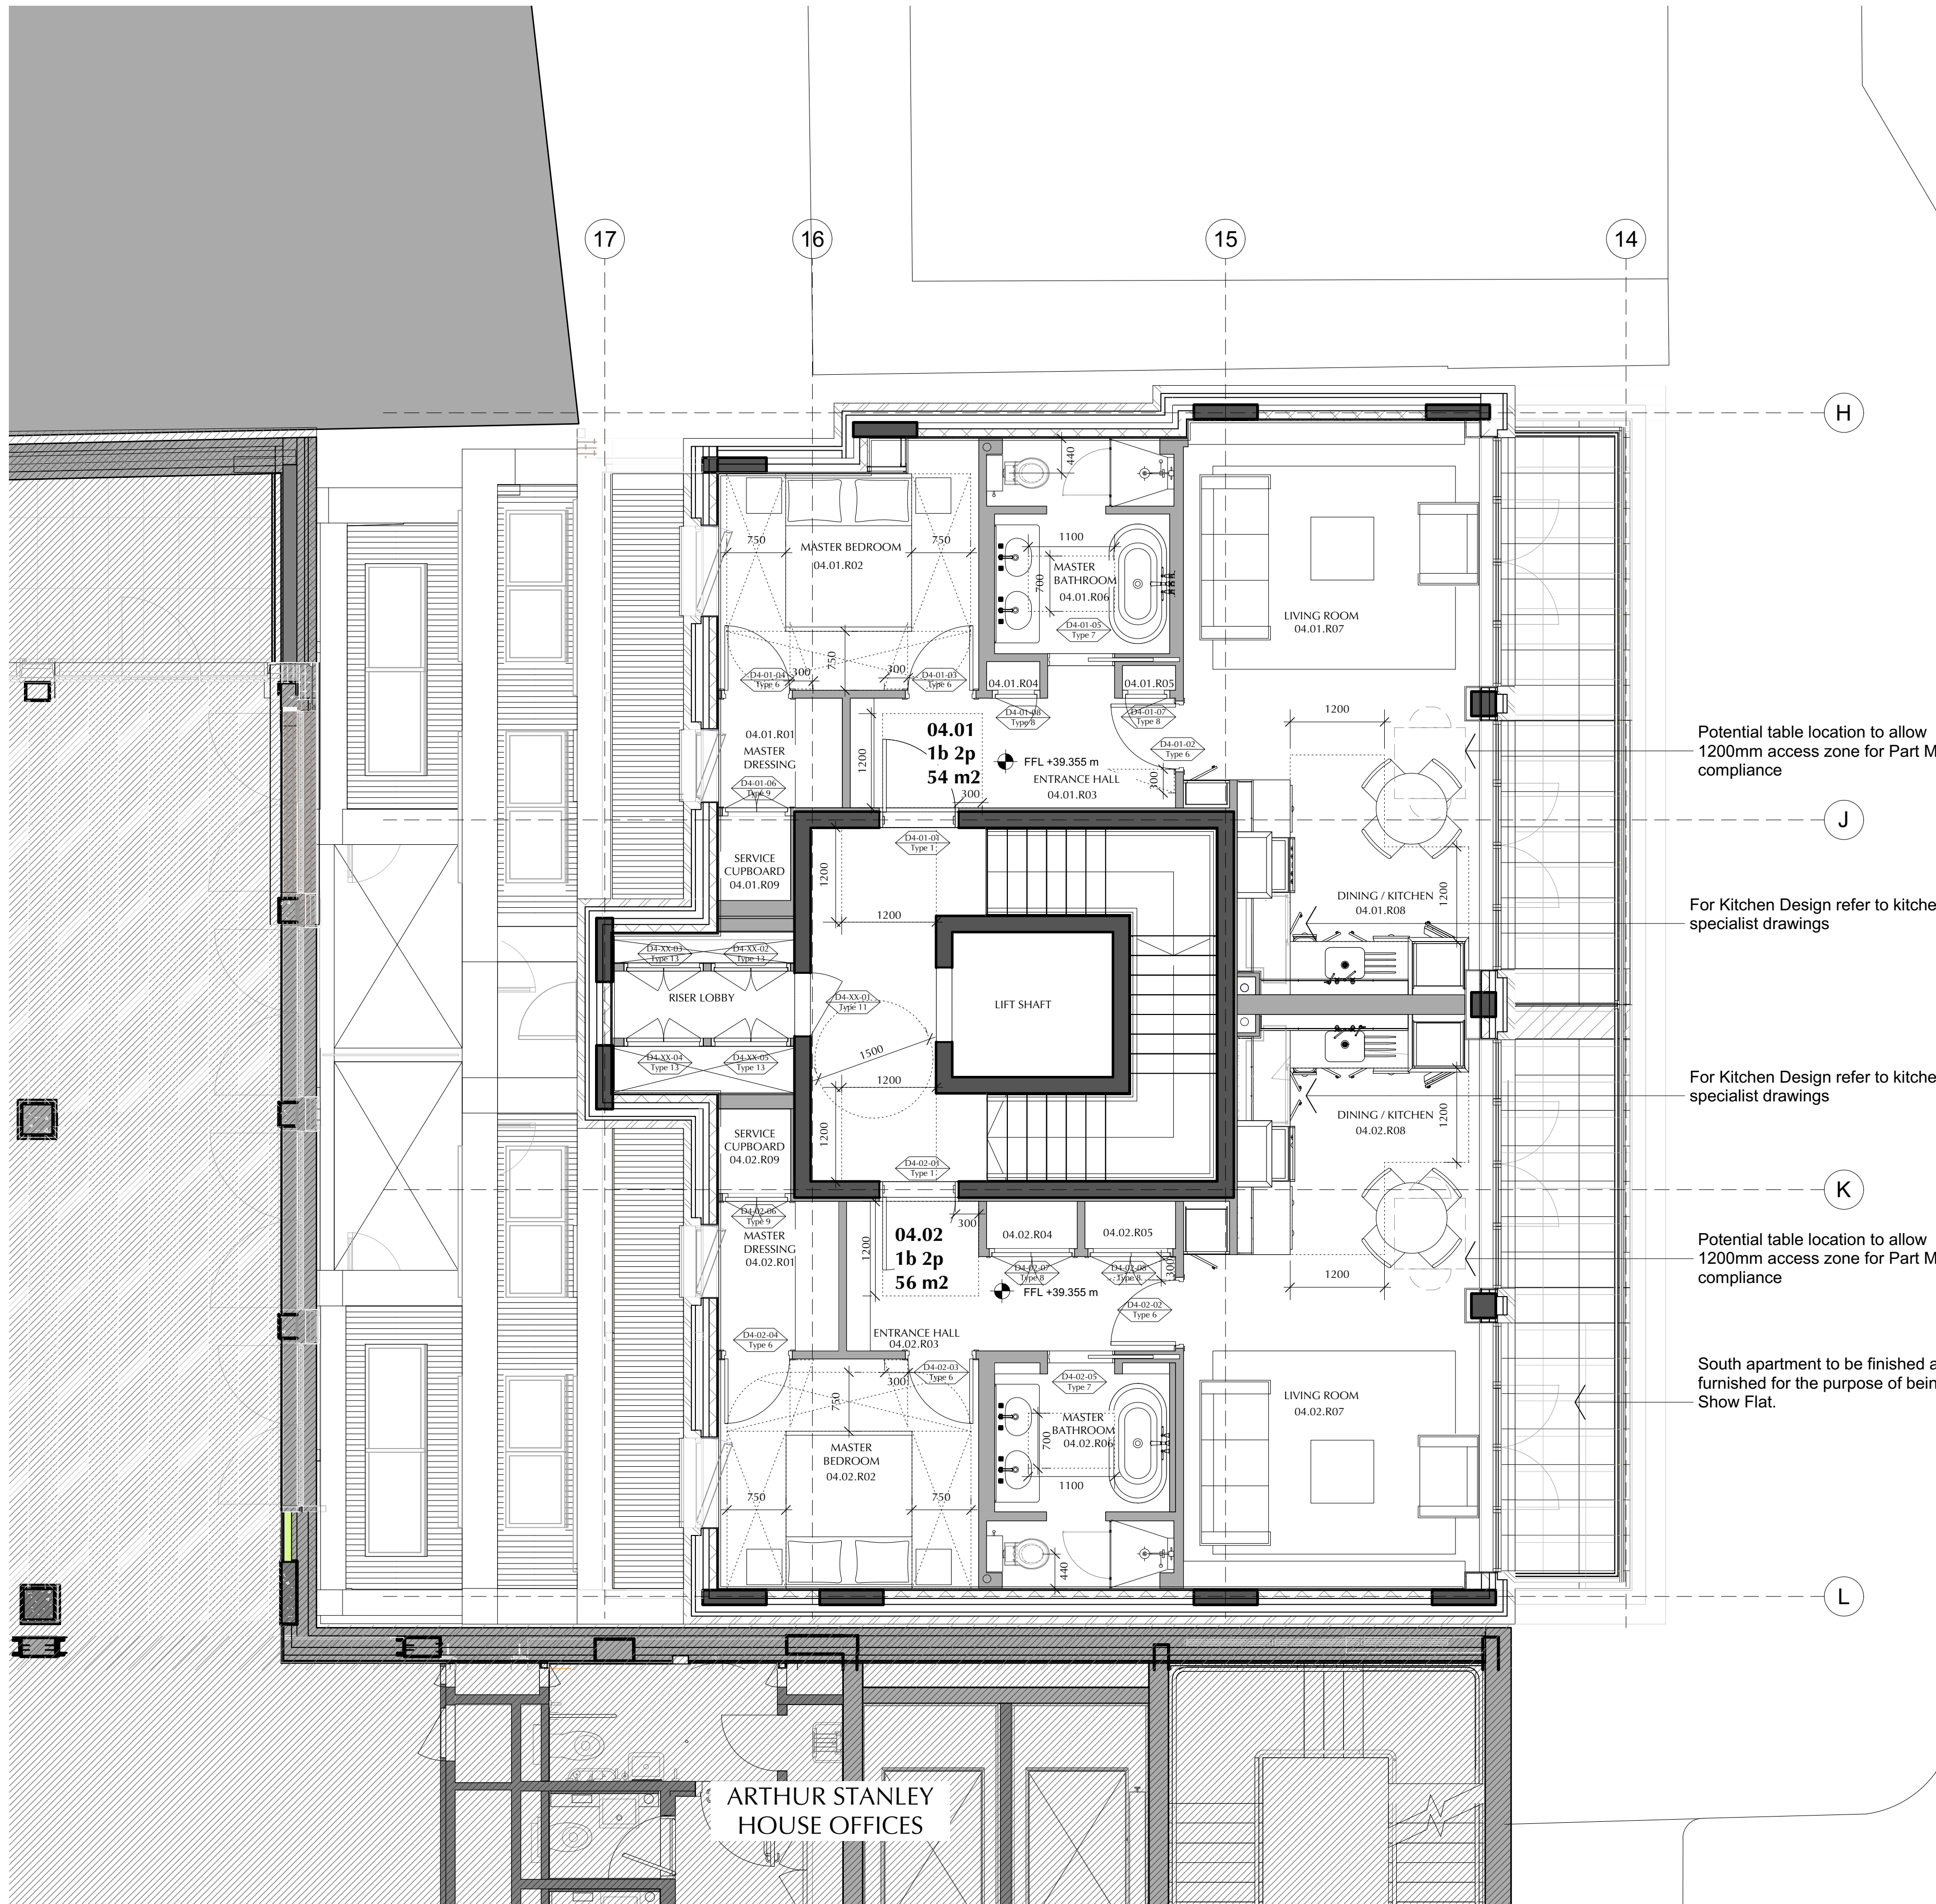 17
16
15
14
H
440
750
MASTER BEDROOM
750
04.01.R02
1100
MASTER
BATHROOM
700
04.01.R06
D4-01-05
Type 7
LIVING ROOM
04.01.R07
D4-01-04
Type 6
300
750
300
D4-01-03
Type 6
04.01.R04
04.01.R05
D4-01-08
Type 8
D4-01-07
Type 8
1200
04.01.R01
MASTER
DRESSING
D4-01-06
Type 9
1200
04.01
1b 2p
54 m2
300
FFL +39.355 m
ENTRANCE HALL
04.01.R03
D4-01-02
Type 6
300
Potential table location to allow
1200mm access zone for Part M
compliance
J
D4-01-01
Type 1
SERVICE
CUPBOARD
04.01.R09
1200
1200
DINING / KITCHEN
04.01.R08
1200
For Kitchen Design refer to kitche
specialist drawings
D4-XX-03
Type 13
D4-XX-02
Type 13
RISER LOBBY
D4-XX-01
Type 11
LIFT SHAFT
D4-XX-04
Type 13
D4-XX-05
Type 13
1500
1200
For Kitchen Design refer to kitche
specialist drawings
DINING / KITCHEN
04.02.R08
1200
SERVICE
CUPBOARD
04.02.R09
1200
D4-02-01
Type 1
K
D4-02-06
Type 9
MASTER
DRESSING
04.02.R01
1200
04.02
1b 2p
56 m2
300
04.02.R04
04.02.R05
D4-02-07
Type 8
D4-02-08
Type 8
300
FFL +39.355 m
D4-02-02
Type 6
1200
Potential table location to allow
1200mm access zone for Part M
compliance
D4-02-04
Type 6
ENTRANCE HALL
04.02.R03
D4-02-03
Type 6
300
750
D4-02-05
Type 7
MASTER
BATHROOM
04.02.R06
700
1100
LIVING ROOM
04.02.R07
South apartment to be finished a
furnished for the purpose of bein
Show Flat.
MASTER
BEDROOM
04.02.R02
750
750
440
L
ARTHUR STANLEY
HOUSE OFFICES